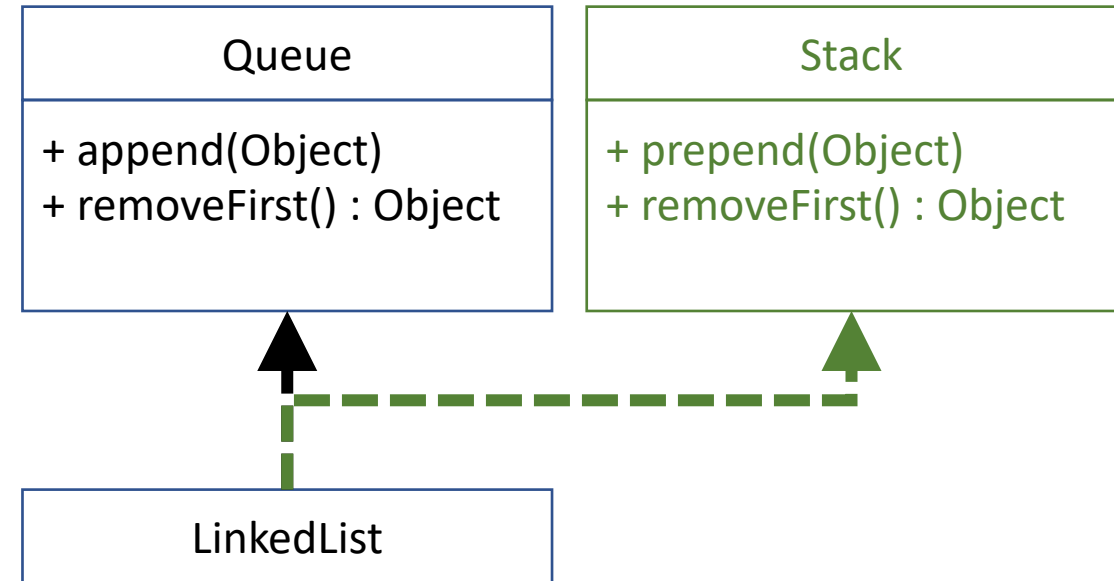 Queue
+ append(Object)
+ removeFirst() : Object
Stack
+ prepend(Object)
+ removeFirst() : Object
LinkedList